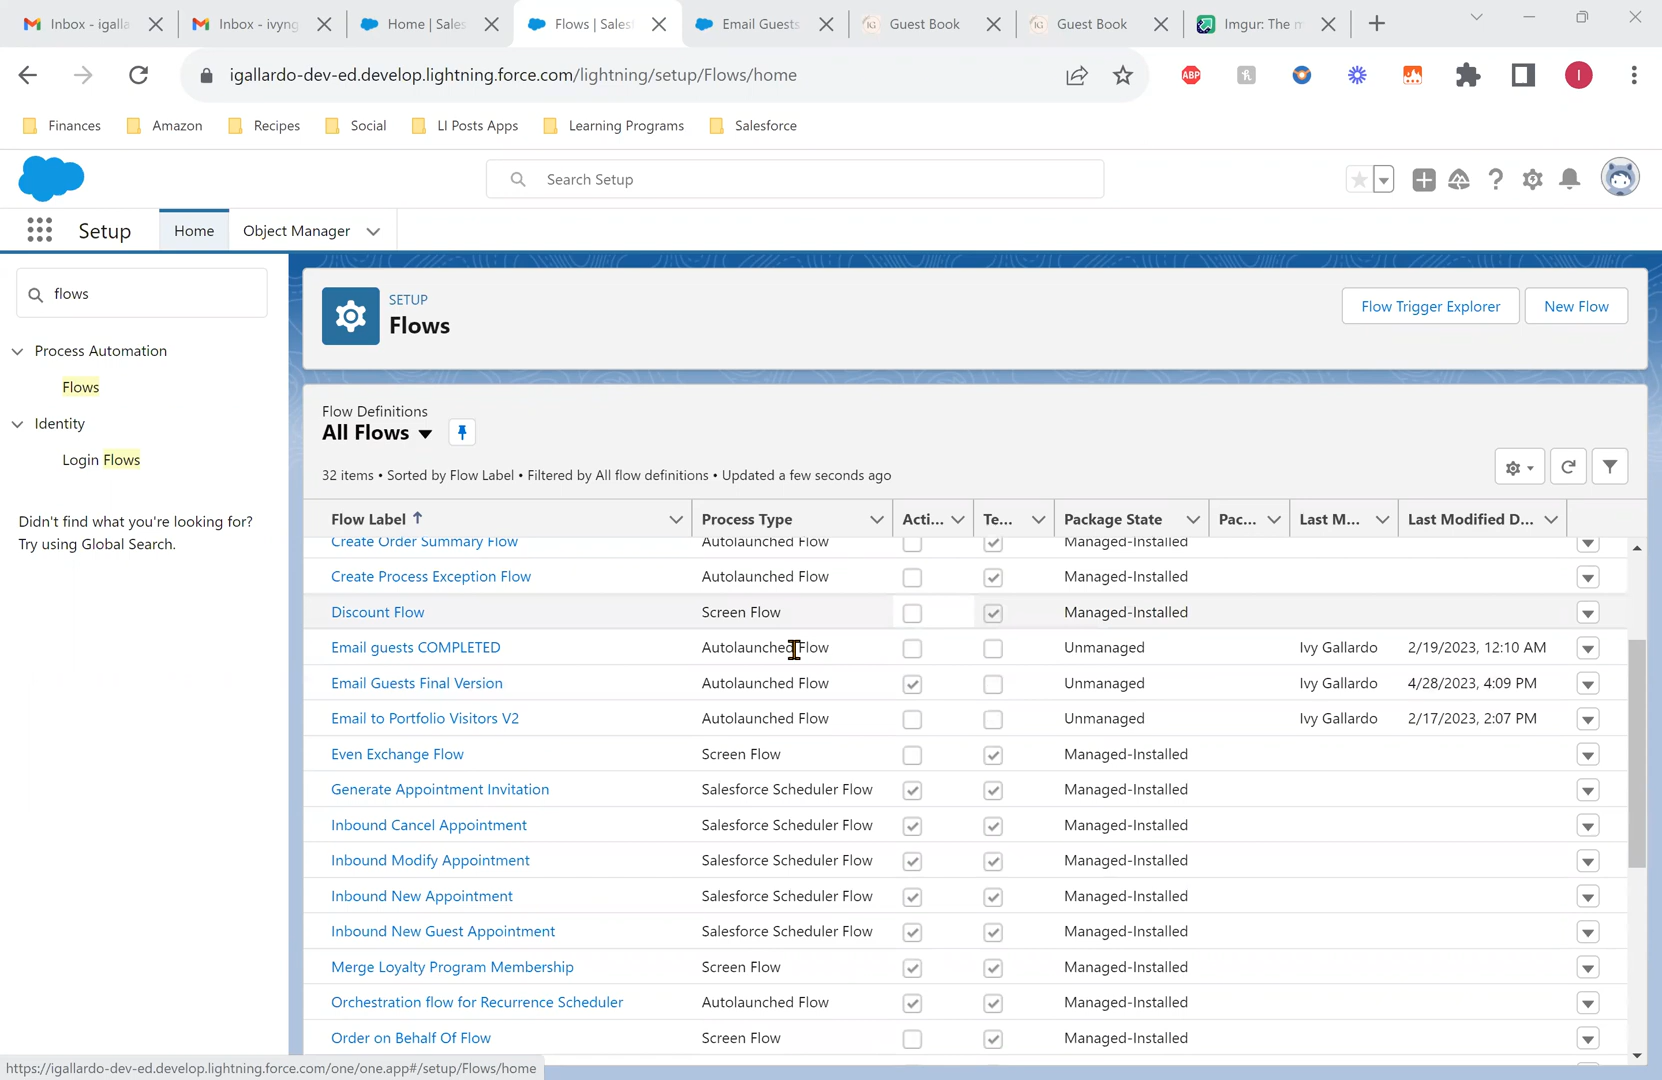 Inbox - igalla
Inbox - ivyng
Home | Sales
Flows | Sales
Email Guests
Guest Book
Guest Book
Imgur: The m
igallardo-dev-ed.develop.lightning.force.com/lightning/setup/Flows/home
ABP
I
Finances
Amazon
Recipes
Social
LI Posts Apps
Learning Programs
Salesforce
Search Setup
Setup
Home
Object Manager
flows
Process Automation
Flows
Identity
Login Flows
Didn't find what you're looking for?
Try using Global Search.
SETUP
Flows
Flow Trigger Explorer
New Flow
Flow Definitions
All Flows
32 items • Sorted by Flow Label • Filtered by All flow definitions • Updated a few seconds ago
Flow Label Process Type Acti... Te... Package State Pac... Last M... Last Modified D...
Create Order Summary Flow Autolaunched Flow Managed-Installed
Create Process Exception Flow Autolaunched Flow Managed-Installed
Discount Flow Screen Flow Managed-Installed
Email guests COMPLETED Autolaunched Flow Unmanaged Ivy Gallardo 2/19/2023, 12:10 AM
Email Guests Final Version Autolaunched Flow Unmanaged Ivy Gallardo 4/28/2023, 4:09 PM
Email to Portfolio Visitors V2 Autolaunched Flow Unmanaged Ivy Gallardo 2/17/2023, 2:07 PM
Even Exchange Flow Screen Flow Managed-Installed
Generate Appointment Invitation Salesforce Scheduler Flow Managed-Installed
Inbound Cancel Appointment Salesforce Scheduler Flow Managed-Installed
Inbound Modify Appointment Salesforce Scheduler Flow Managed-Installed
Inbound New Appointment Salesforce Scheduler Flow Managed-Installed
Inbound New Guest Appointment Salesforce Scheduler Flow Managed-Installed
Merge Loyalty Program Membership Screen Flow Managed-Installed
Orchestration flow for Recurrence Scheduler Autolaunched Flow Managed-Installed
Order on Behalf Of Flow Screen Flow Managed-Installed
https://igallardo-dev-ed.develop.lightning.force.com/one/one.app#/setup/Flows/home